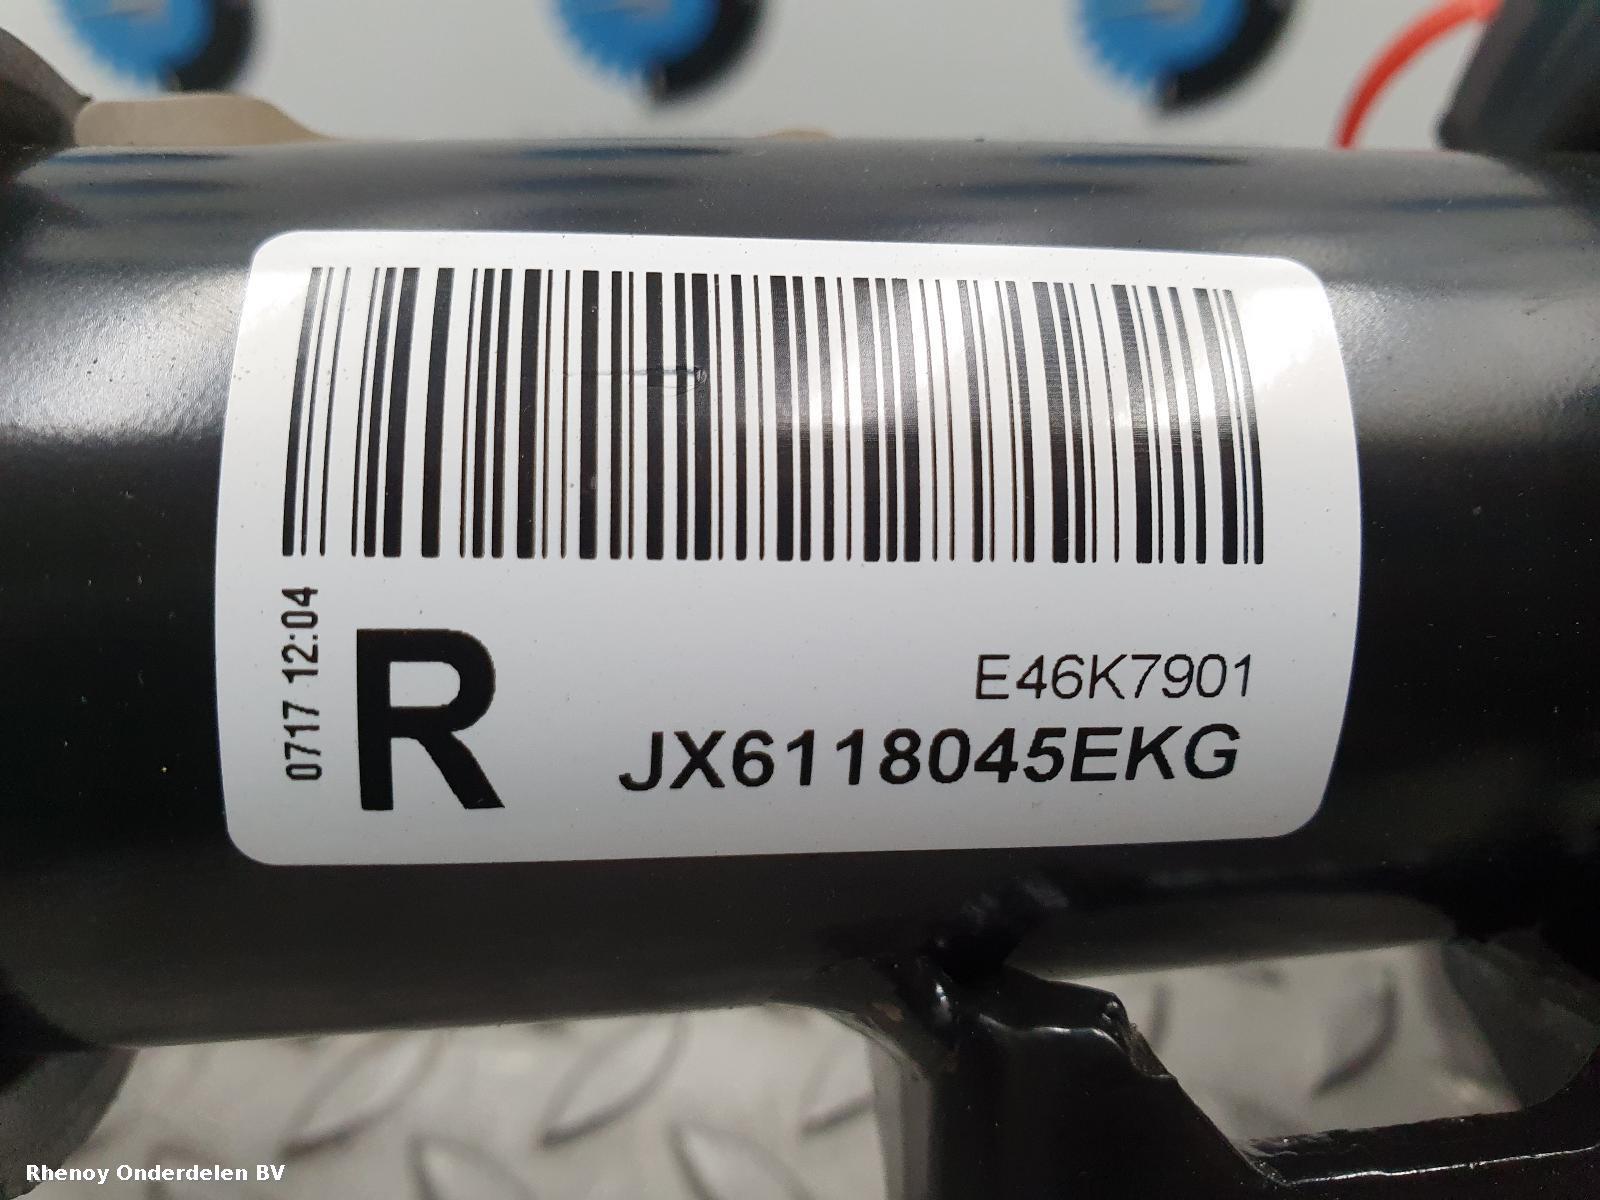 0717 12:04
R
E46K7901
JX6118045EKG
Rhenoy Onderdelen BV